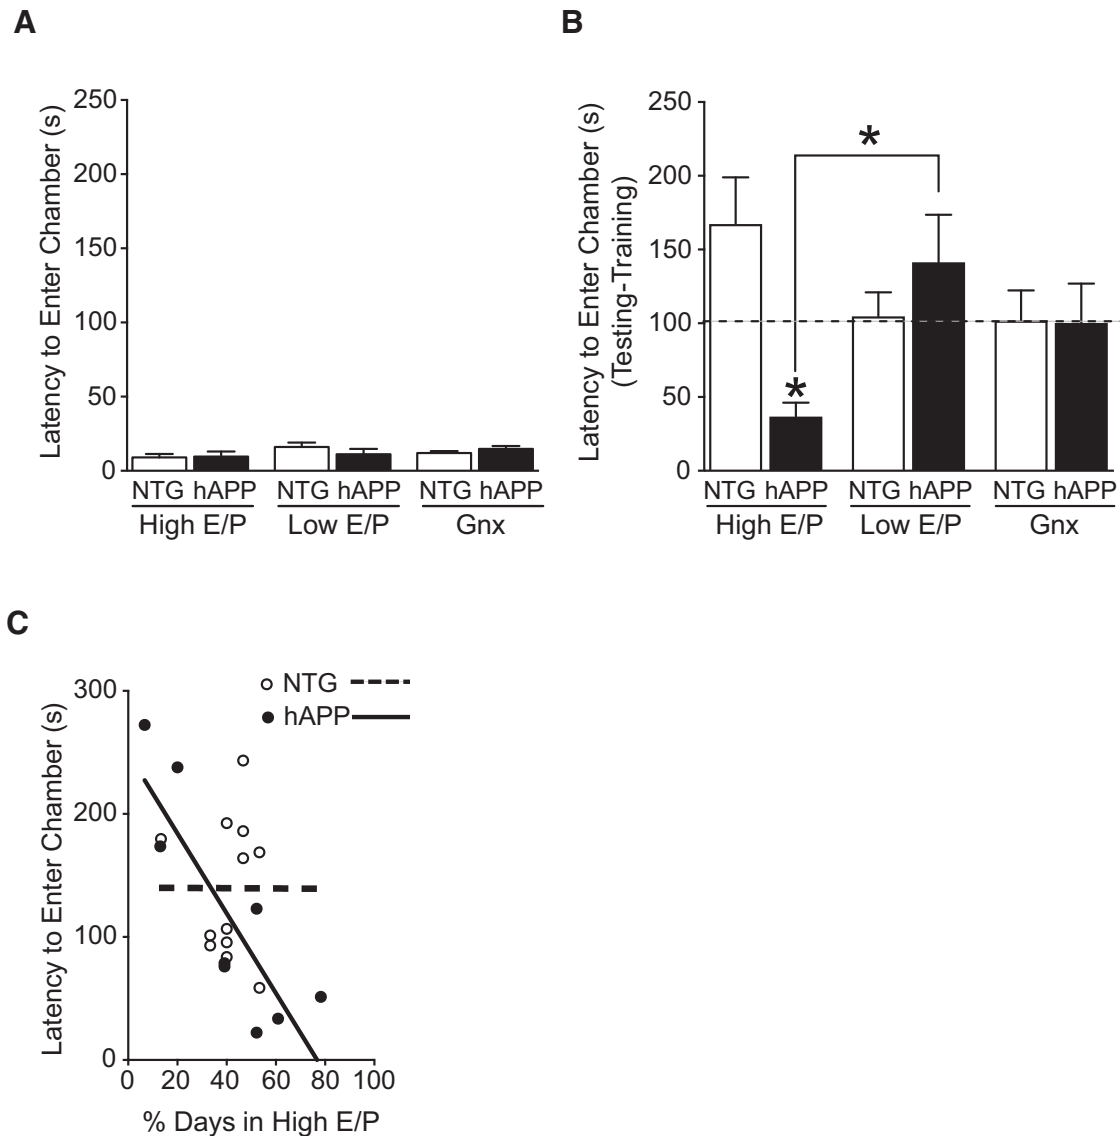 A
Latency to Enter Chamber (s)
250
200
150
100
50
0
NTG hAPP NTG hAPP NTG hAPP
High E/P Low E/P Gnx
B
Latency to Enter Chamber (s)
(Testing-Training)
250
200
150
100
50
0
*
*
NTG hAPP NTG hAPP NTG hAPP
High E/P Low E/P Gnx
C
Latency to Enter Chamber (s)
300
200
100
0
NTG
hAPP
0 20 40 60 80 100
% Days in High E/P